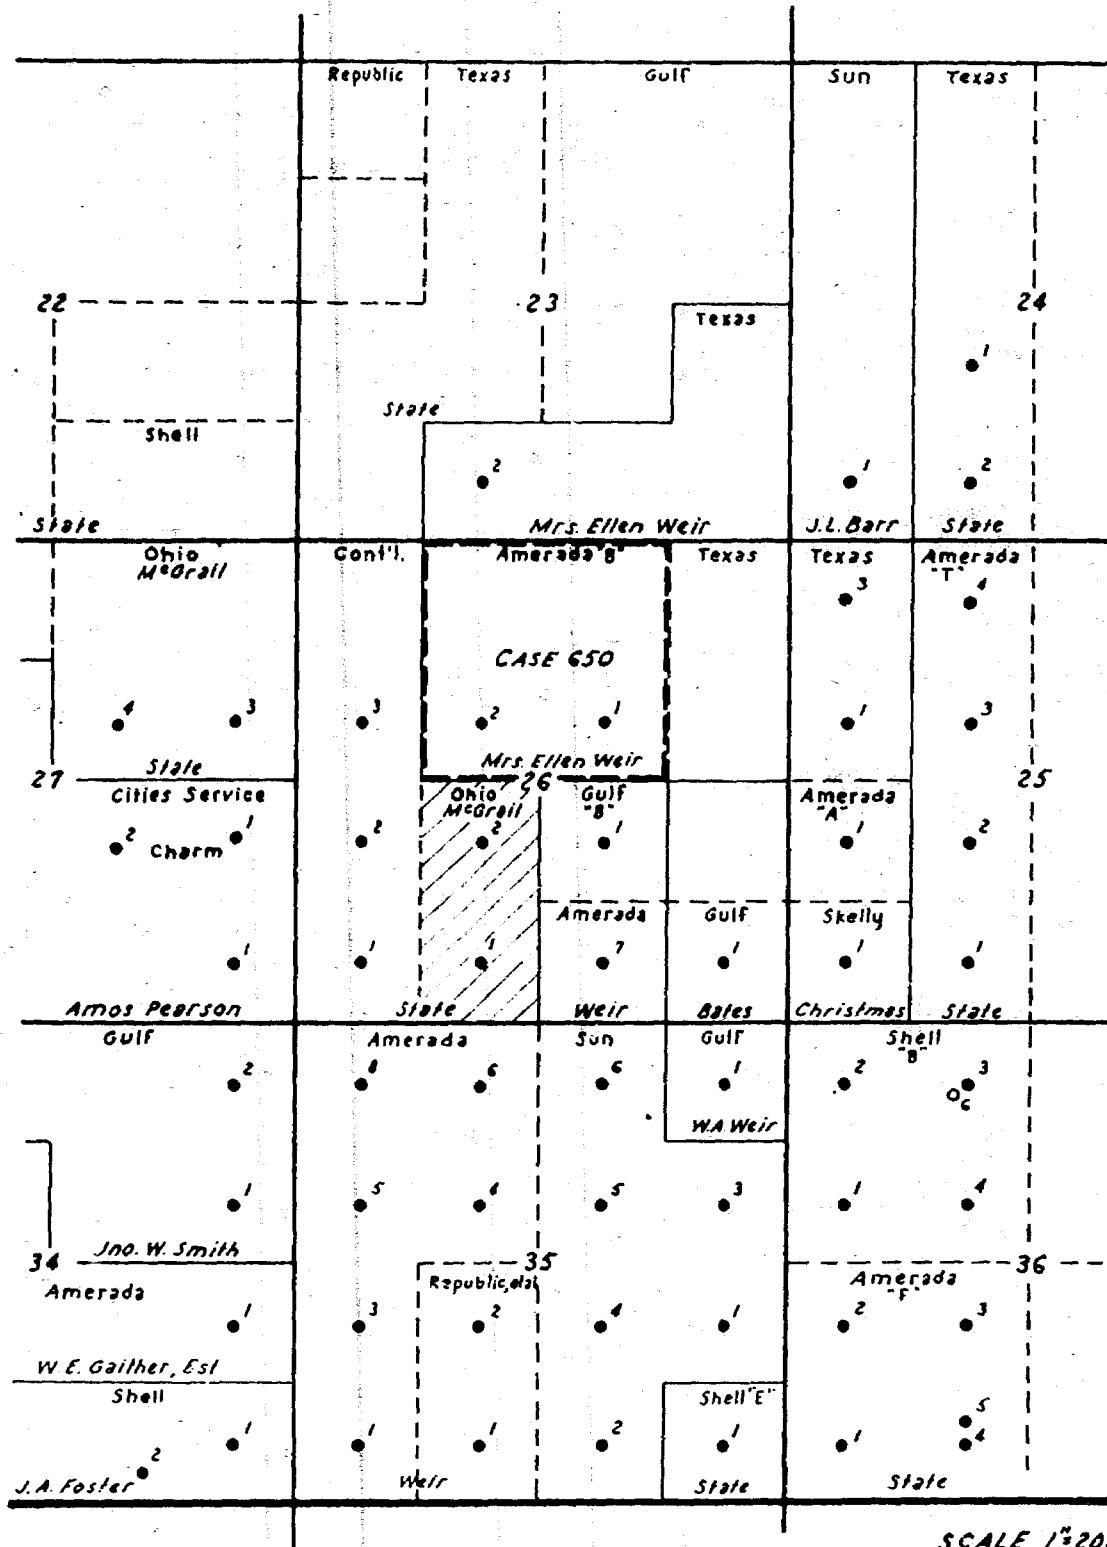 Republic Texas Gulf Sun Texas
22 23 24
Texas
1
State
Shell
2 1 2
State Mrs. Ellen Weir J.L. Barr State
Ohio Cont'l. Amerada "B" Texas Texas Amerada
McGrail "T"
3 4
CASE 650
4 3 3 2 1 1 3
State Mrs. Ellen Weir
27 26 25
Cities Service Ohio Gulf Amerada
McGrail "B" "A"
2 1 2 2 1 1 2
Charm
Amerada Gulf Skelly
1 1 1 7 1 1 1
Amos Pearson State Weir Bates Christmas State
Gulf Amerada Sun Gulf Shell
"B"
2 8 6 6 1 2 3
6
W.A. Weir
1 5 4 5 3 1 4
Jno. W. Smith
34 35 36
Amerada Republic, etal Amerada
"F"
1 3 2 4 1 2 3
W.E. Gaither, Est
Shell Shell "E"
5
2 1 1 1 2 1 1 4
J.A. Foster Weir State State
SCALE 1"=200